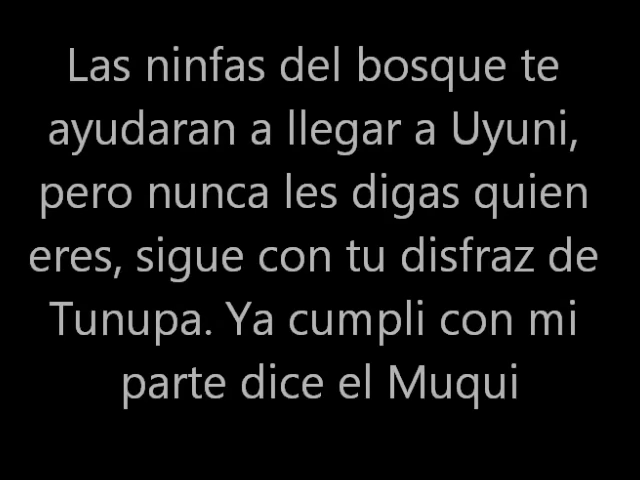 Las ninfas del bosque te
ayudaran a llegar a Uyuni,
pero nunca les digas quien
eres, sigue con tu disfraz de
Tunupa. Ya cumpli con mi
parte dice el Muqui